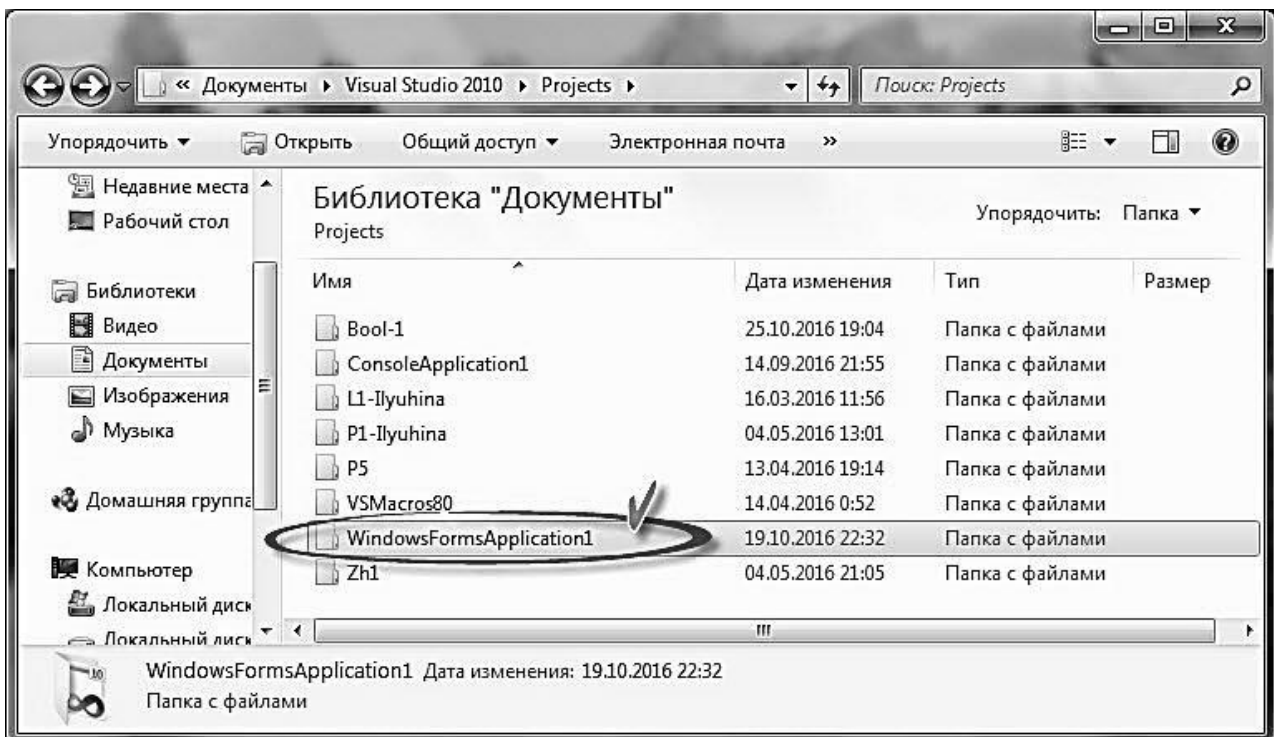 « Документы Visual Studio 2010 Projects Поиск: Projects
Упорядочить Открыть Общий доступ Электронная почта »
Недавние места
Рабочий стол
Библиотеки
Видео
Документы
Изображения
Музыка
Домашняя группа
Компьютер
Локальный диск
Локальный диск
Библиотека "Документы"
Projects
Упорядочить: Папка
Имя Дата изменения Тип Размер
Bool-1 25.10.2016 19:04 Папка с файлами
ConsoleApplication1 14.09.2016 21:55 Папка с файлами
L1-Ilyuhina 16.03.2016 11:56 Папка с файлами
P1-Ilyuhina 04.05.2016 13:01 Папка с файлами
P5 13.04.2016 19:14 Папка с файлами
VSMacros80 14.04.2016 0:52 Папка с файлами
WindowsFormsApplication1 19.10.2016 22:32 Папка с файлами
Zh1 04.05.2016 21:05 Папка с файлами
WindowsFormsApplication1 Дата изменения: 19.10.2016 22:32
Папка с файлами